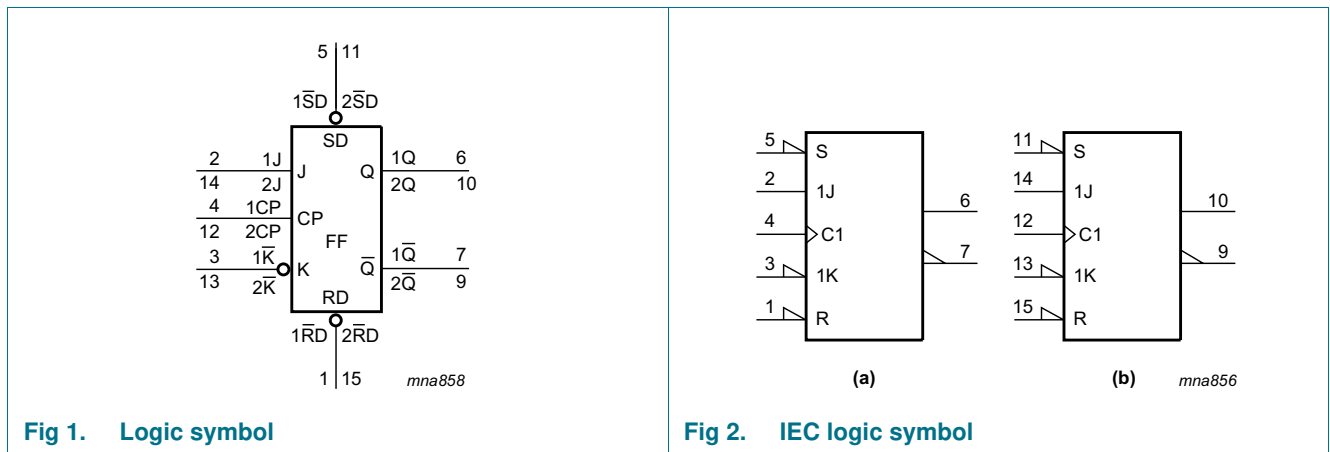 5 11
1S̅D 2S̅D
SD
2 1J J Q 1Q 6
14 2J 2Q 10
4 1CP CP
12 2CP
FF
3 1K̅ K Q̅ 1Q̅ 7
13 2K̅ 2Q̅ 9
RD
1R̅D 2R̅D
1 15 mna858
Fig 1. Logic symbol
5 S
2 1J
6
4 C1
7
3 1K
1 R
(a)
11 S
14 1J
10
12 C1
9
13 1K
15 R
(b) mna856
Fig 2. IEC logic symbol